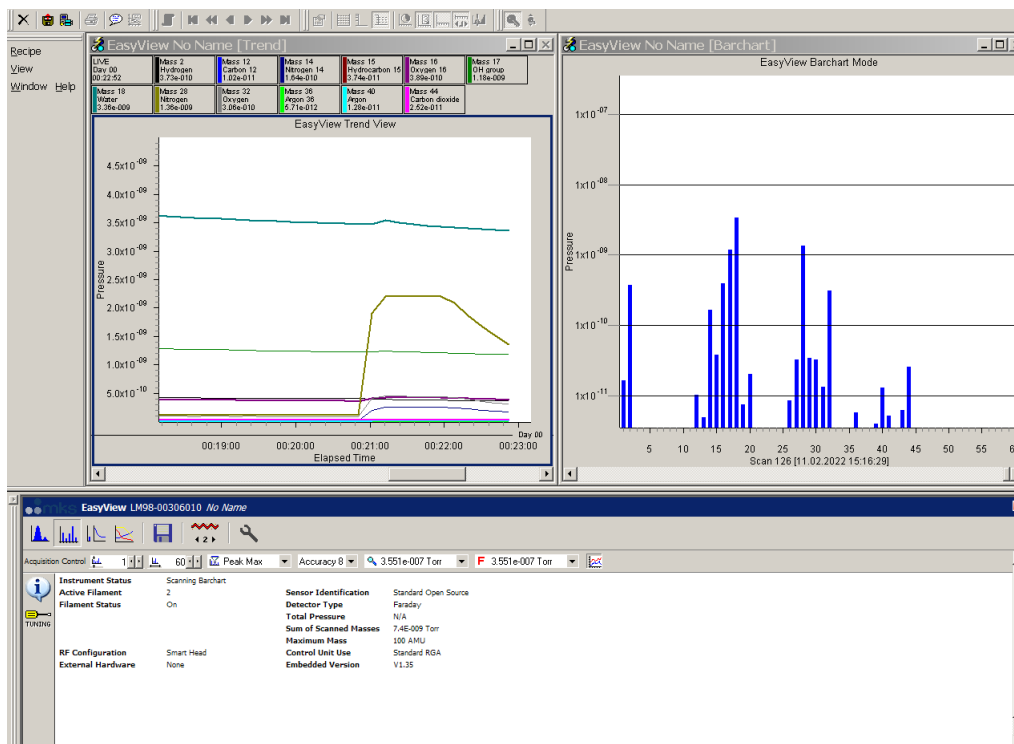 Recipe
View
Window Help
EasyView No Name [Trend]
LIVE
Day 00
00:22:52
Mass 2
Hydrogen
3.73e-010
Mass 12
Carbon 12
1.02e-011
Mass 14
Nitrogen 14
1.64e-010
Mass 15
Hydrocarbon 15
3.74e-011
Mass 16
Oxygen 16
3.89e-010
Mass 17
OH group
1.18e-009
Mass 18
Water
3.36e-009
Mass 28
Nitrogen
1.36e-009
Mass 32
Oxygen
3.06e-010
Mass 36
Argon 36
5.71e-012
Mass 40
Argon
1.28e-011
Mass 44
Carbon dioxide
2.52e-011
EasyView Trend View
4.5x10⁻⁰⁹
4.0x10⁻⁰⁹
3.5x10⁻⁰⁹
3.0x10⁻⁰⁹
2.5x10⁻⁰⁹
2.0x10⁻⁰⁹
1.5x10⁻⁰⁹
1.0x10⁻⁰⁹
5.0x10⁻¹⁰
Pressure
00:19:00 00:20:00 00:21:00 00:22:00 00:23:00
Day 00
Elapsed Time
EasyView No Name [Barchart]
EasyView Barchart Mode
1x10⁻⁰⁷
1x10⁻⁰⁸
1x10⁻⁰⁹
1x10⁻¹⁰
1x10⁻¹¹
Pressure
5 10 15 20 25 30 35 40 45 50 55
Scan 126 [11.02.2022 15:16:29]
mks EasyView LM98-00306010 No Name
2
Acquisition Control 1 60 Peak Max Accuracy 8 3.551e-007 Torr F 3.551e-007 Torr
TUNING
Instrument Status Scanning Barchart
Active Filament 2 Sensor Identification Standard Open Source
Filament Status On Detector Type Faraday
Total Pressure N/A
Sum of Scanned Masses 7.4E-009 Torr
Maximum Mass 100 AMU
RF Configuration Smart Head Control Unit Use Standard RGA
External Hardware None Embedded Version V1.35